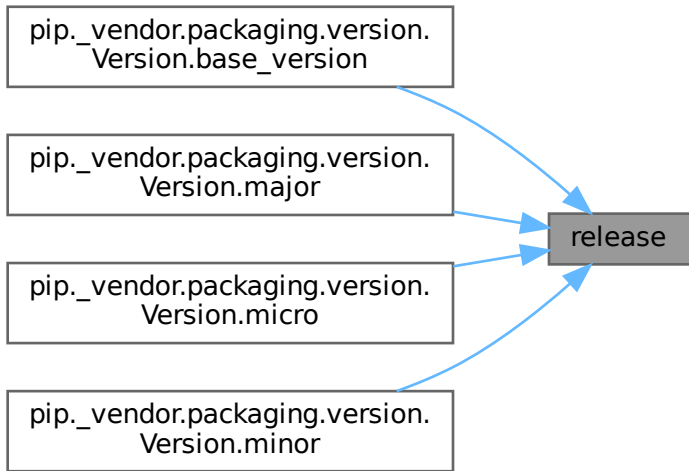 pip._vendor.packaging.version.
Version.base_version
pip._vendor.packaging.version.
Version.major
pip._vendor.packaging.version.
Version.micro
pip._vendor.packaging.version.
Version.minor
release